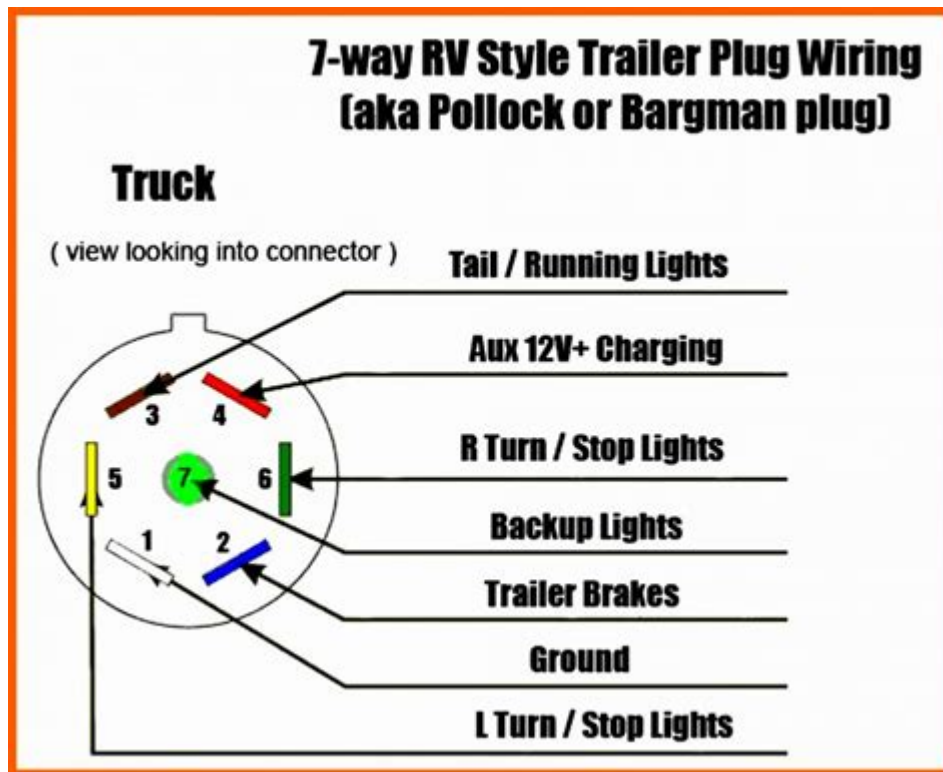 7-way RV Style Trailer Plug Wiring
(aka Pollock or Bargman plug)
Truck
( view looking into connector )
Tail / Running Lights
Aux 12V+ Charging
R Turn / Stop Lights
Backup Lights
Trailer Brakes
Ground
L Turn / Stop Lights
3
4
5
7
6
1
2